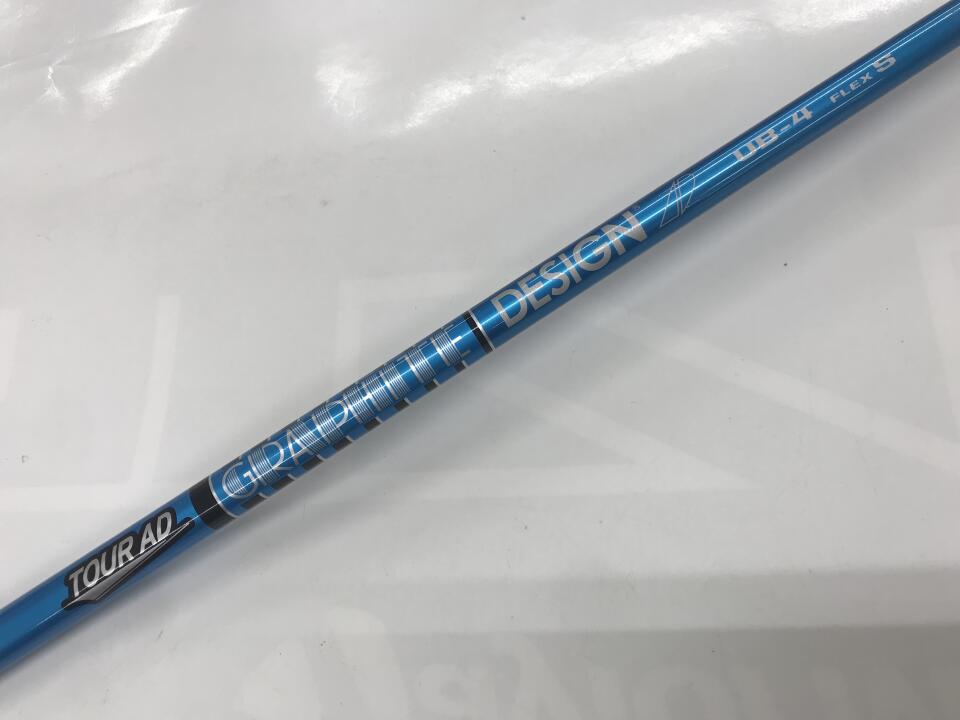 TOUR AD
GRAPHITE
DESIGN
UB-4 FLEX S